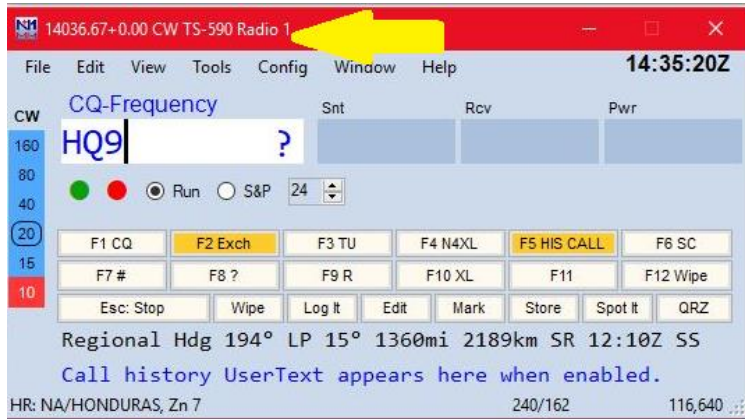 14036.67+0.00 CW TS-590 Radio 1
File Edit View Tools Config Window Help 14:35:20Z
CW CQ-Frequency Snt Rcv Pwr
160 HQ9 ?
80
40 Run S&P 24
20 F1 CQ F2 Exch F3 TU F4 N4XL F5 HIS CALL F6 SC
15 F7 # F8 ? F9 R F10 XL F11 F12 Wipe
10 Esc: Stop Wipe Log It Edit Mark Store Spot It QRZ
Regional Hdg 194° LP 15° 1360mi 2189km SR 12:10Z SS
Call history UserText appears here when enabled.
HR: NA/HONDURAS, Zn 7 240/162 116,640